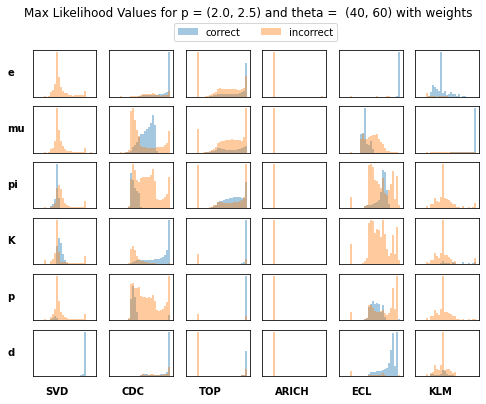 Max Likelihood Values for p = (2.0, 2.5) and theta =  (40, 60) with weights
correct incorrect
e
mu
pi
K
p
d
SVD CDC TOP ARICH ECL KLM